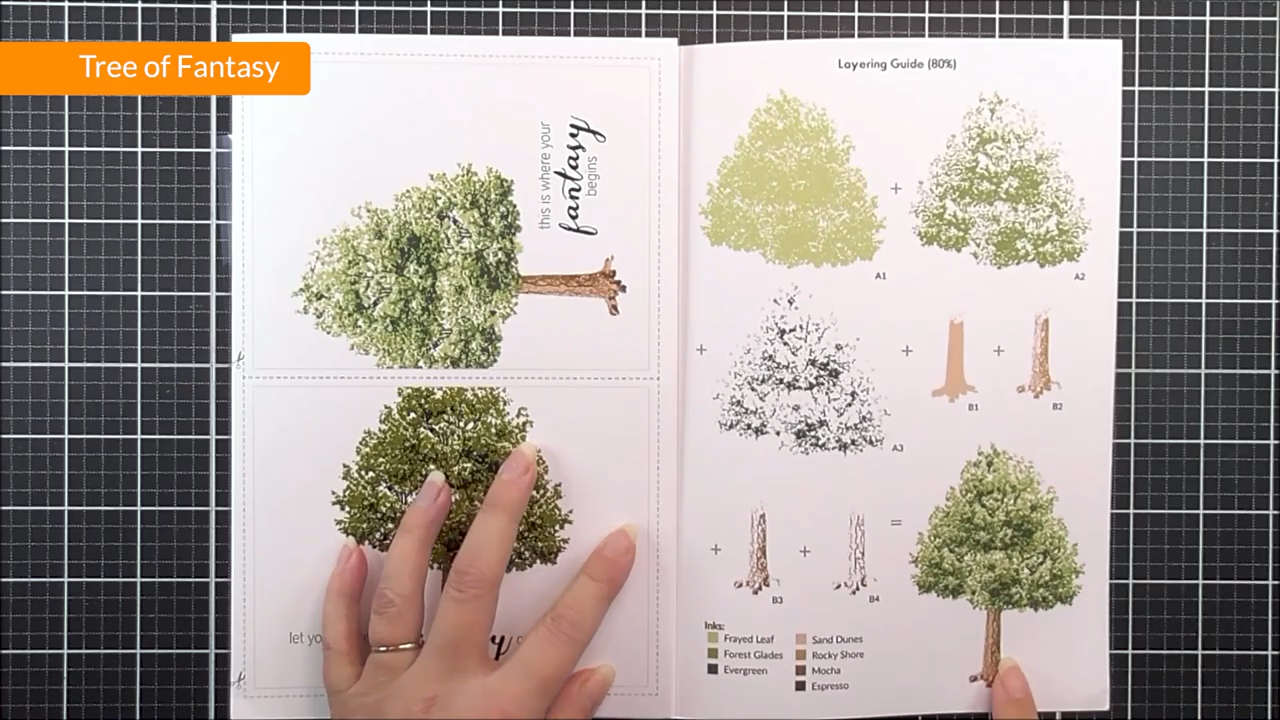 Tree of Fantasy
this is where your
fantasy
begins
let yo
y
Layering Guide (80%)
+
A1
A2
+
A3
+
B1
+
B2
+
B3
+
B4
=
Inks:
Frayed Leaf
Forest Glades
Evergreen
Sand Dunes
Rocky Shore
Mocha
Espresso